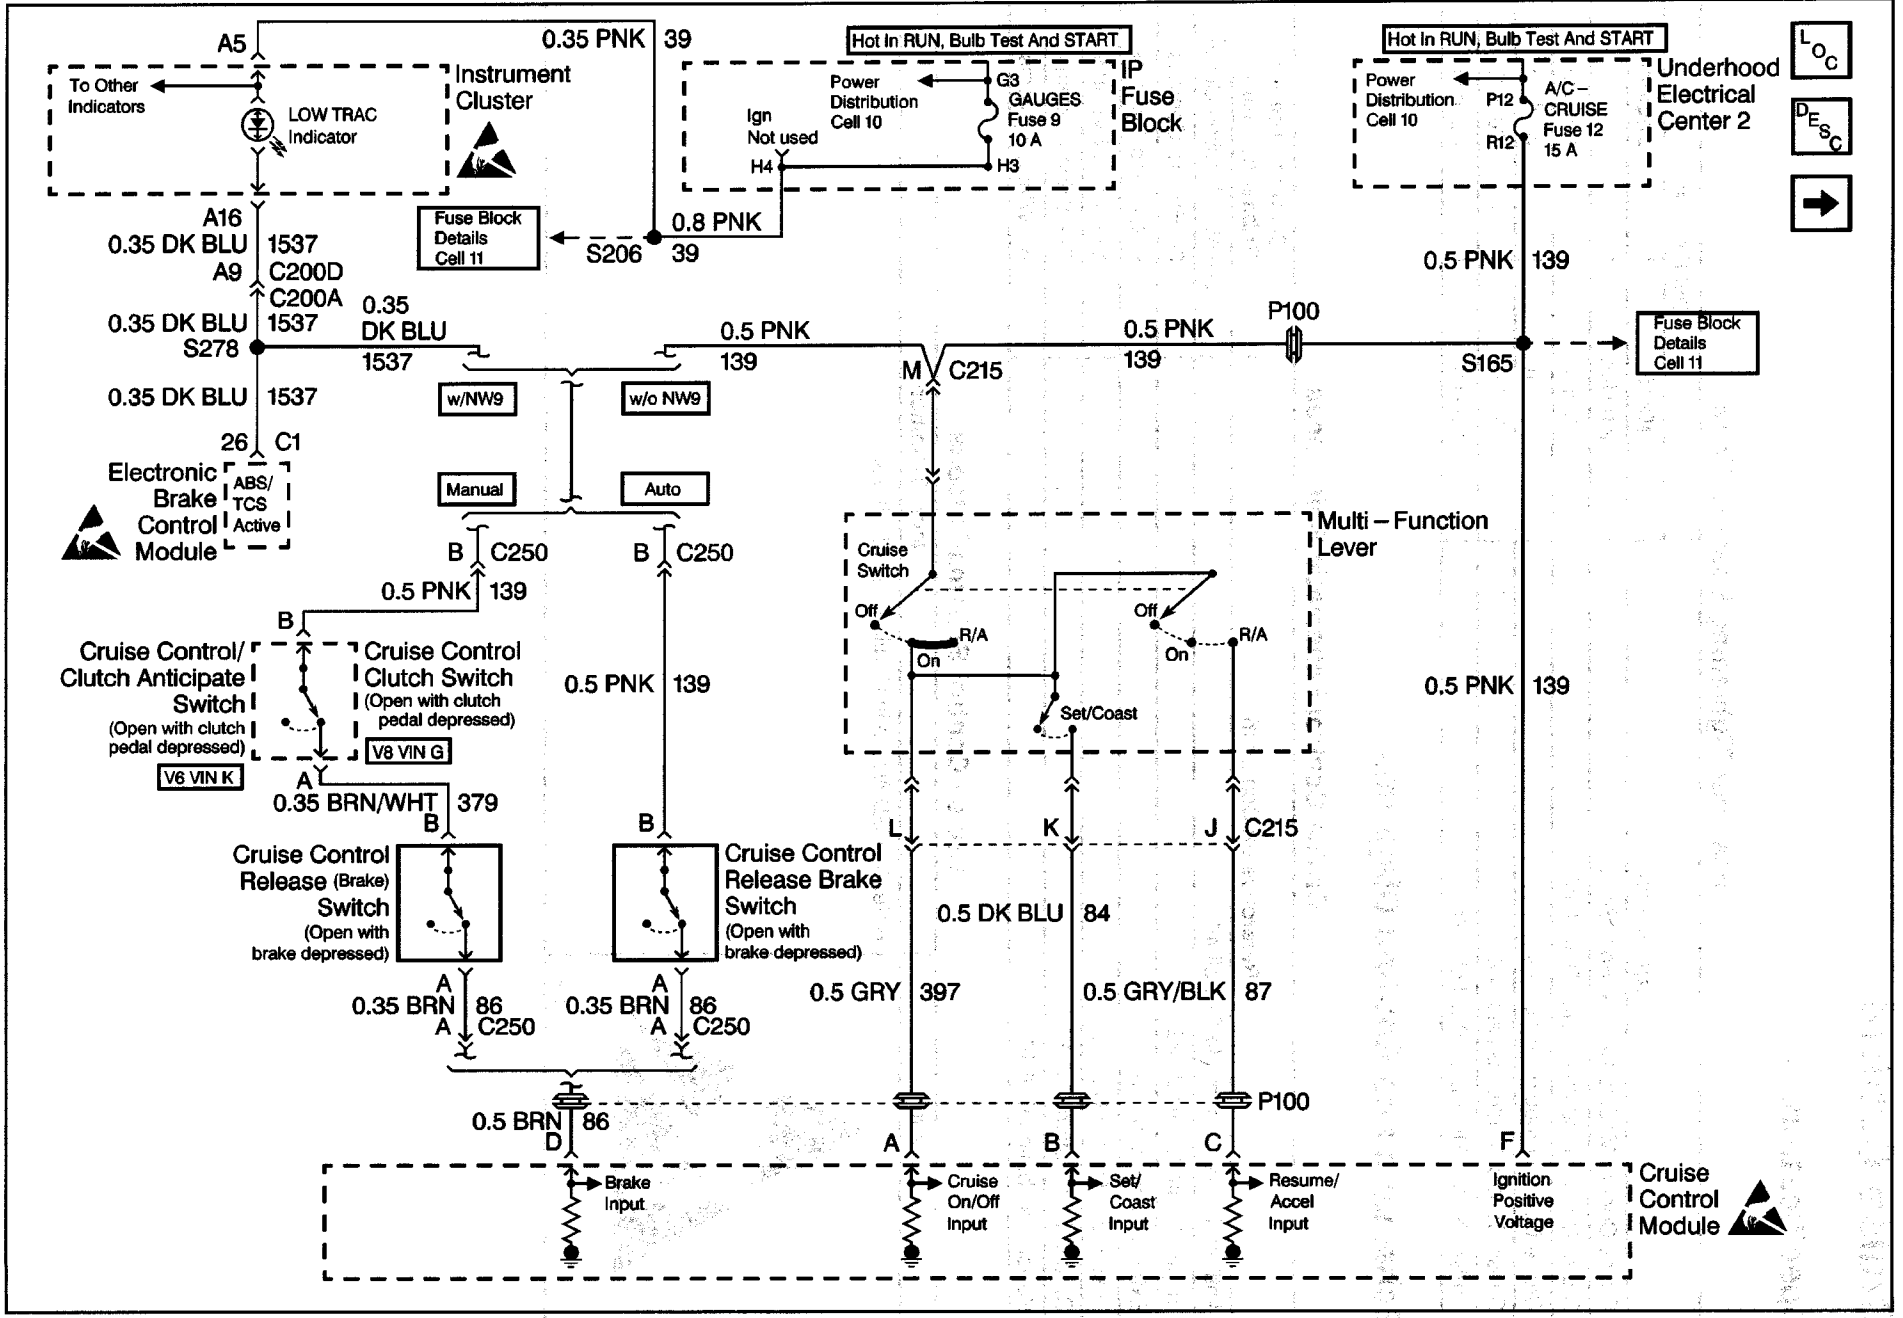 A5
0.35 PNK 39
Hot In RUN, Bulb Test And START
Hot In RUN, Bulb Test And START
L
O
C
To Other
Indicators
LOW TRAC
Indicator
Instrument
Cluster
Ign
Not used
H4
Power
Distribution
Cell 10
G3
GAUGES
Fuse 9
10 A
H3
IP
Fuse
Block
Power
Distribution
Cell 10
P12
R12
A/C –
CRUISE
Fuse 12
15 A
Underhood
Electrical
Center 2
D
E
S
C
A16
0.35 DK BLU 1537
A9 C200D
C200A
0.35 DK BLU 1537
S278
0.35 DK BLU 1537
26 C1
Fuse Block
Details
Cell 11
S206
0.8 PNK
39
0.5 PNK 139
0.35
DK BLU
1537
0.5 PNK
139
M C215
0.5 PNK
139
P100
S165
Fuse Block
Details
Cell 11
w/NW9
w/o NW9
Manual
Auto
Electronic
Brake
Control
Module
ABS/
TCS
Active
B C250
B C250
0.5 PNK 139
B
Cruise Control/
Clutch Anticipate
Switch
(Open with clutch
pedal depressed)
V6 VIN K
Cruise Control
Clutch Switch
(Open with clutch
pedal depressed)
V8 VIN G
A
0.35 BRN/WHT 379
B
0.5 PNK 139
B
Multi – Function
Lever
Cruise
Switch
Off
R/A
On
Off
R/A
On
Set/Coast
0.5 PNK 139
L
K
J C215
Cruise Control
Release (Brake)
Switch
(Open with
brake depressed)
Cruise Control
Release Brake
Switch
(Open with
brake depressed)
0.5 DK BLU 84
A
0.35 BRN 86
A C250
A
0.35 BRN 86
A C250
0.5 GRY 397
0.5 GRY/BLK 87
P100
0.5 BRN 86
D
A
B
C
F
Brake
Input
Cruise
On/Off
Input
Set/
Coast
Input
Resume/
Accel
Input
Ignition
Positive
Voltage
Cruise
Control
Module